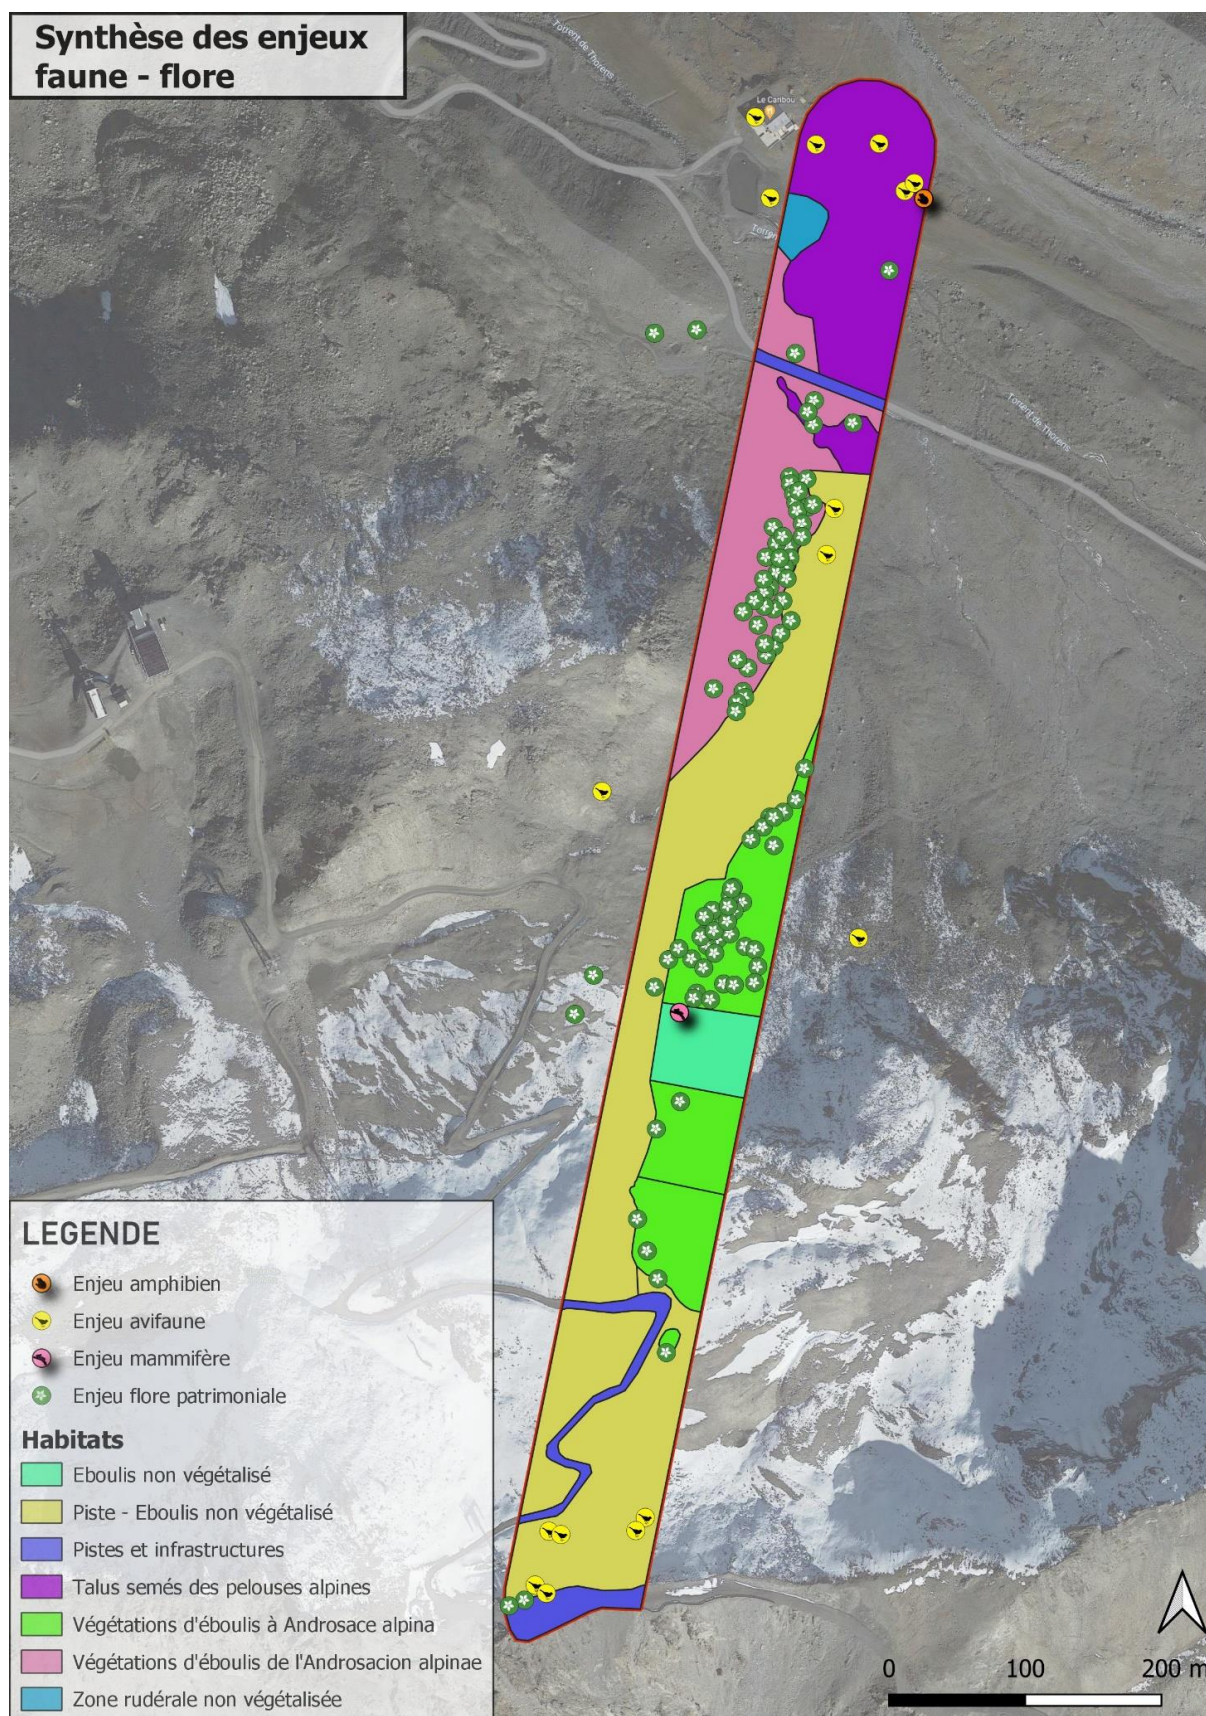 Synthèse des enjeux
faune - flore
Torrent de Thorens
Le Caribou
Torren
Torrent de Thorens
LEGENDE
Enjeu amphibien
Enjeu avifaune
Enjeu mammifère
Enjeu flore patrimoniale
Habitats
Eboulis non végétalisé
Piste - Eboulis non végétalisé
Pistes et infrastructures
Talus semés des pelouses alpines
Végétations d'éboulis à Androsace alpina
Végétations d'éboulis de l'Androsacion alpinae
Zone rudérale non végétalisée
0 100 200 m